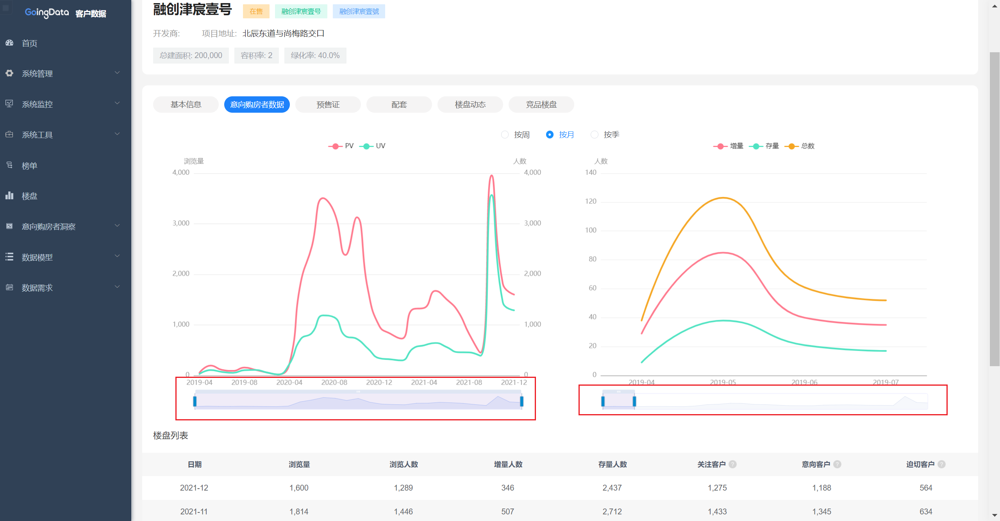 GoingData 客户数据
首页
系统管理
系统监控
系统工具
榜单
楼盘
意向购房者洞察
数据模型
数据需求
融创津宸壹号 在售 融创津宸壹号 融创津宸壹號
开发商: 项目地址: 北辰东道与尚梅路交口
总建面积: 200,000 容积率: 2 绿化率: 40.0%
基本信息 意向购房者数据 预售证 配套 楼盘动态 竞品楼盘
按周 按月 按季
PV UV
浏览量 人数
4,000 4,000
3,000 3,000
2,000 2,000
1,000 1,000
0 0
2019-04 2019-08 2020-04 2020-08 2020-12 2021-04 2021-08 2021-12
增量 存量 总数
人数
140
120
100
80
60
40
20
0
2019-04 2019-05 2019-06 2019-07
楼盘列表
日期 浏览量 浏览人数 增量人数 存量人数 关注客户 ? 意向客户 ? 迫切客户 ?
2021-12 1,600 1,289 346 2,437 1,275 1,188 564
2021-11 1,814 1,446 507 2,712 1,433 1,345 634